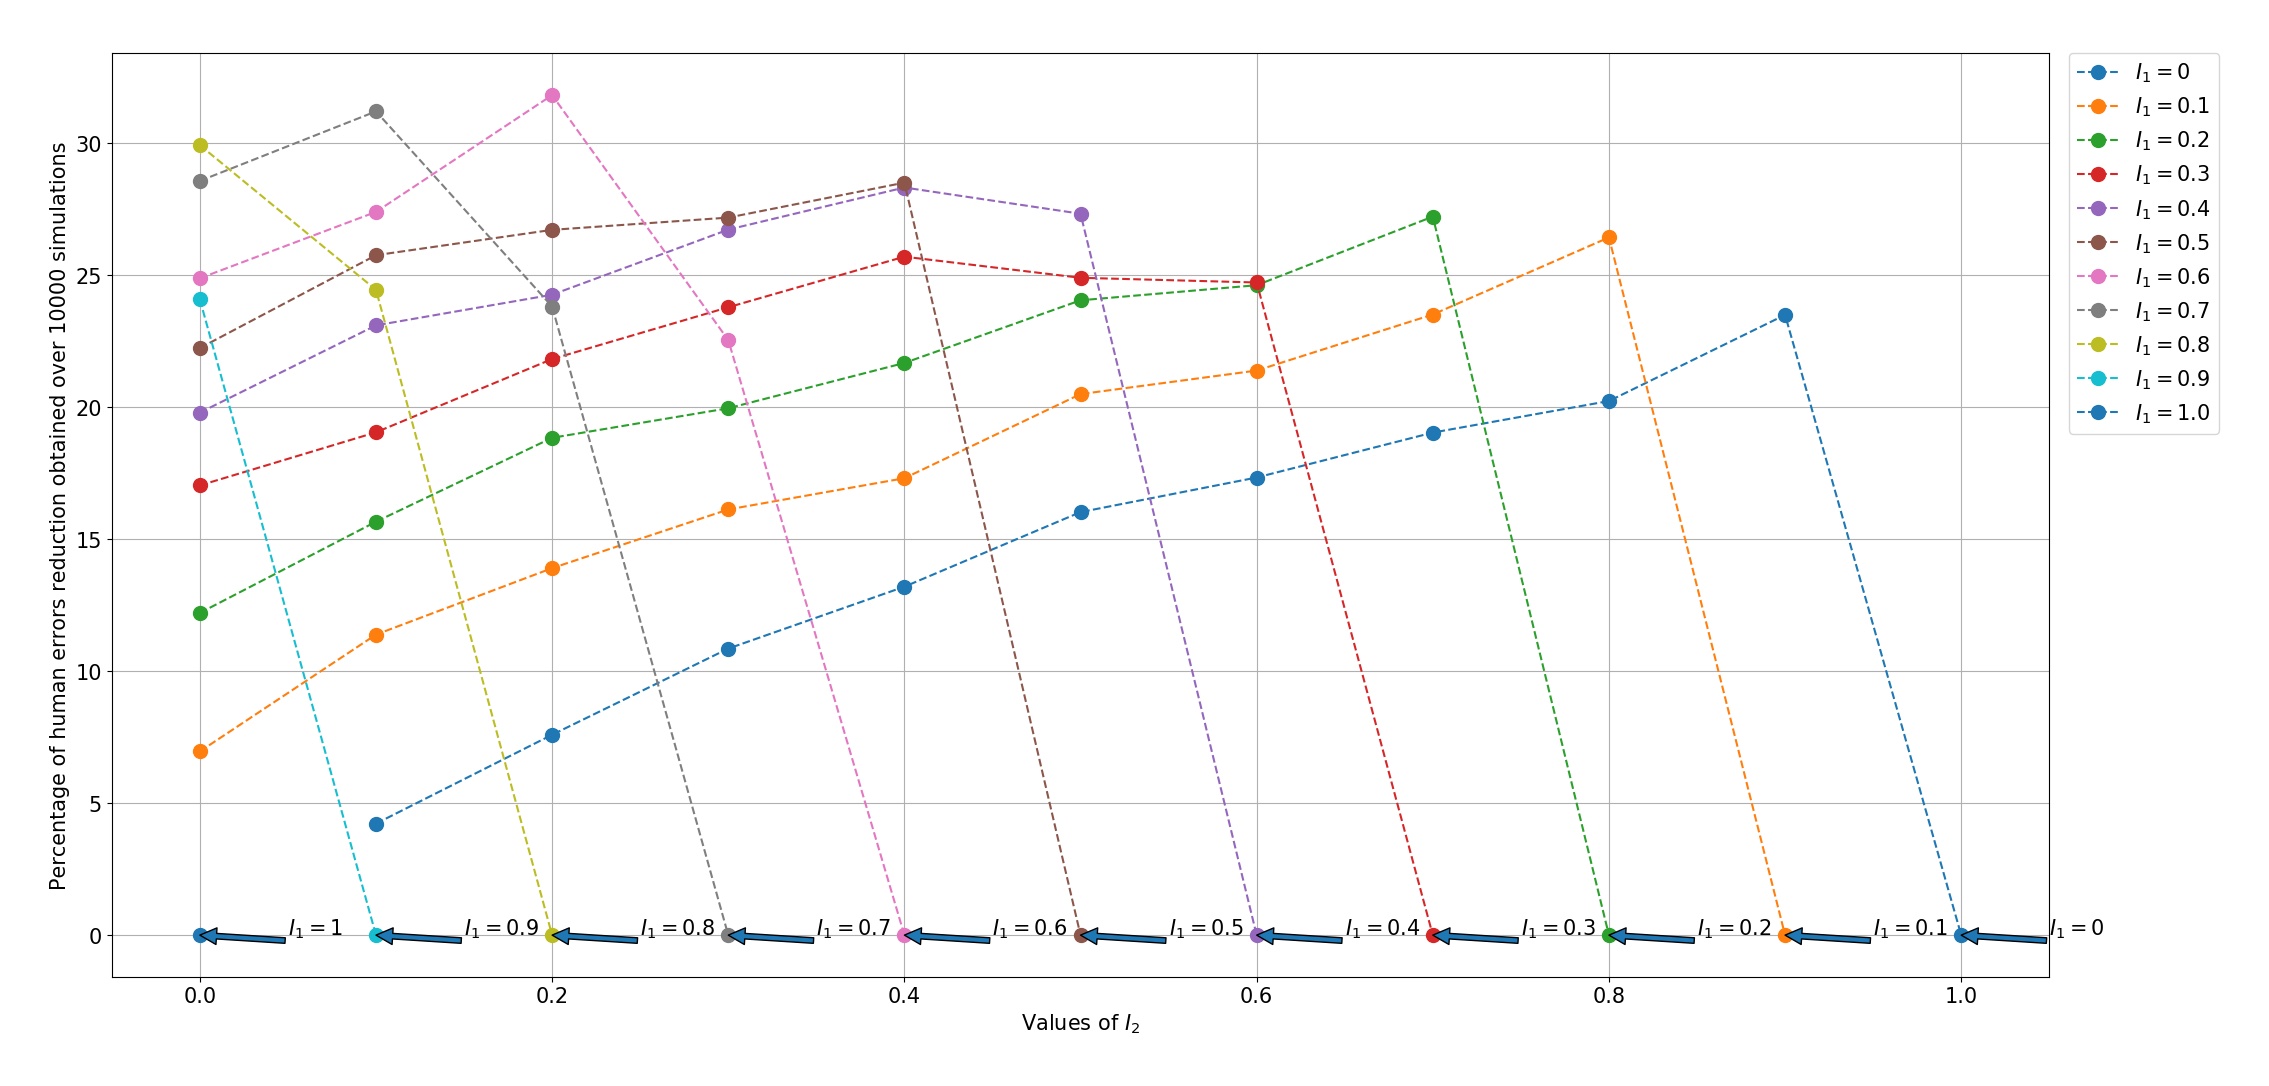 Percentage of human errors reduction obtained over 10000 simulations
30
25
20
15
10
5
0
I₁ = 1
I₁ = 0.9
I₁ = 0.8
I₁ = 0.7
I₁ = 0.6
I₁ = 0.5
I₁ = 0.4
I₁ = 0.3
I₁ = 0.2
I₁ = 0.1
I₁ = 0
0.0
0.2
0.4
0.6
0.8
1.0
Values of I₂
I₁ = 0
I₁ = 0.1
I₁ = 0.2
I₁ = 0.3
I₁ = 0.4
I₁ = 0.5
I₁ = 0.6
I₁ = 0.7
I₁ = 0.8
I₁ = 0.9
I₁ = 1.0